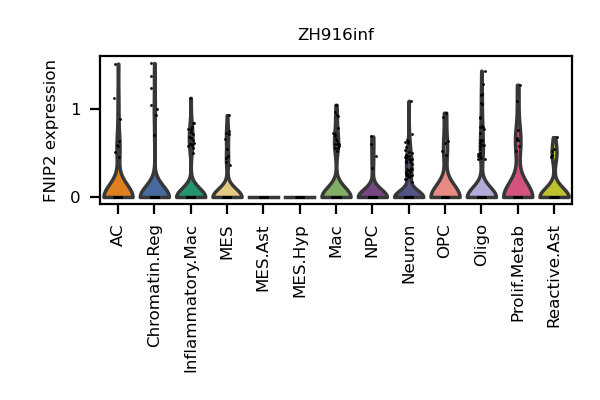 ZH916inf
FNIP2 expression
1
0
AC
Chromatin.Reg
Inflammatory.Mac
MES
MES.Ast
MES.Hyp
Mac
NPC
Neuron
OPC
Oligo
Prolif.Metab
Reactive.Ast